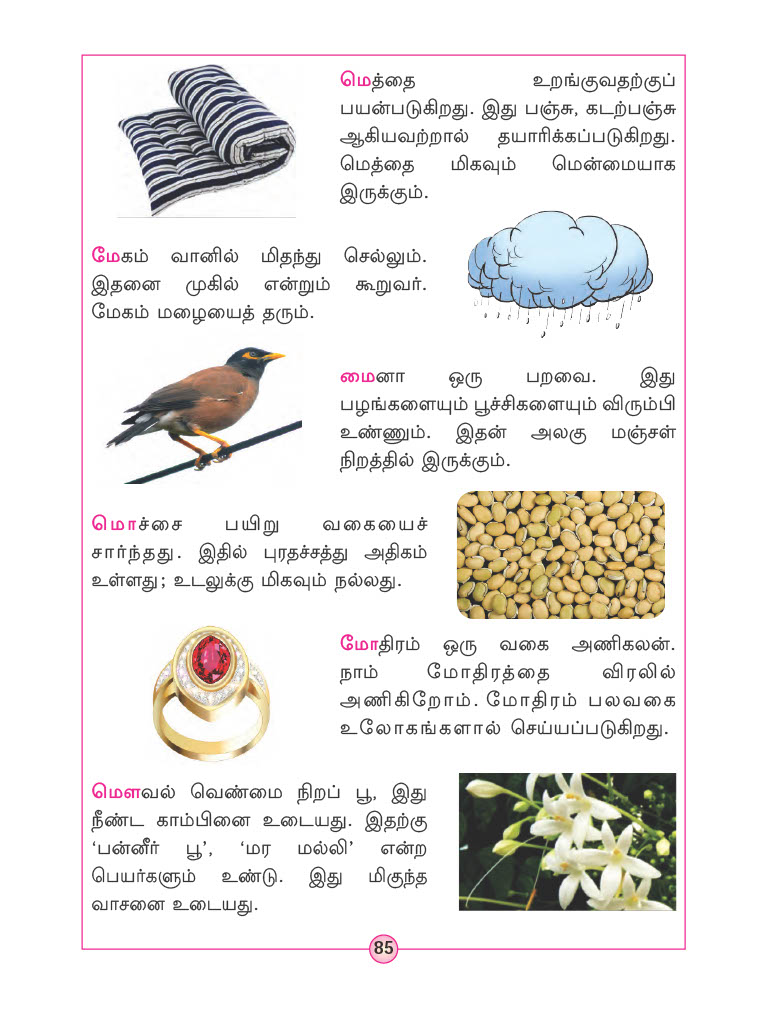 மெத்தை உறங்குவதற்குப்
பயன்படுகிறது. இது பஞ்சு, கடற்பஞ்சு
ஆகியவற்றால் தயாரிக்கப்படுகிறது.
மெத்தை மிகவும் மென்மையாக
இருக்கும்.
மேகம் வானில் மிதந்து செல்லும்.
இதனை முகில் என்றும் கூறுவர்.
மேகம் மழையைத் தரும்.
மைனா ஒரு பறவை. இது
பழங்களையும் பூச்சிகளையும் விரும்பி
உண்ணும். இதன் அலகு மஞ்சள்
நிறத்தில் இருக்கும்.
மொச்சை பயிறு வகையைச்
சார்ந்தது. இதில் புரதச்சத்து அதிகம்
உள்ளது; உடலுக்கு மிகவும் நல்லது.
மோதிரம் ஒரு வகை அணிகலன்.
நாம் மோதிரத்தை விரலில்
அணிகிறோம். மோதிரம் பலவகை
உலோகங்களால் செய்யப்படுகிறது.
மௌவல் வெண்மை நிறப் பூ, இது
நீண்ட காம்பினை உடையது. இதற்கு
‘பன்னீர் பூ’, ‘மர மல்லி’ என்ற
பெயர்களும் உண்டு. இது மிகுந்த
வாசனை உடையது.
85